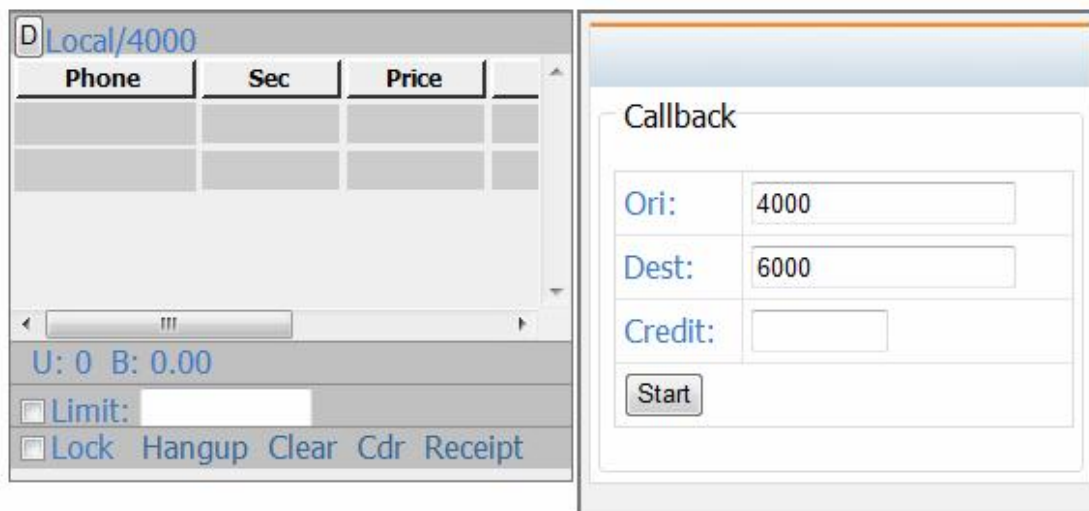 D Local/4000
Phone Sec Price
U: 0 B: 0.00
Limit:
Lock Hangup Clear Cdr Receipt
Callback
Ori: 4000
Dest: 6000
Credit:
Start